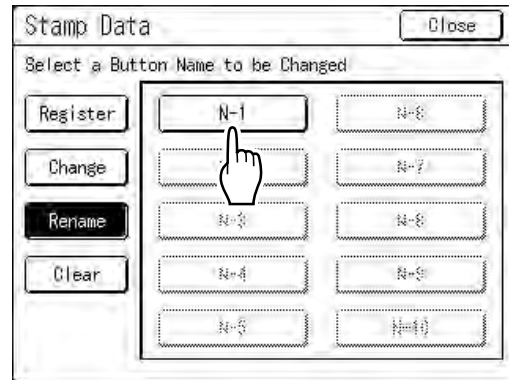 Stamp Data
Close
Select a Button Name to be Changed
Register
N-1
N-6
Change
N-7
Rename
N-3
N-8
Clear
N-4
N-9
N-5
N-10